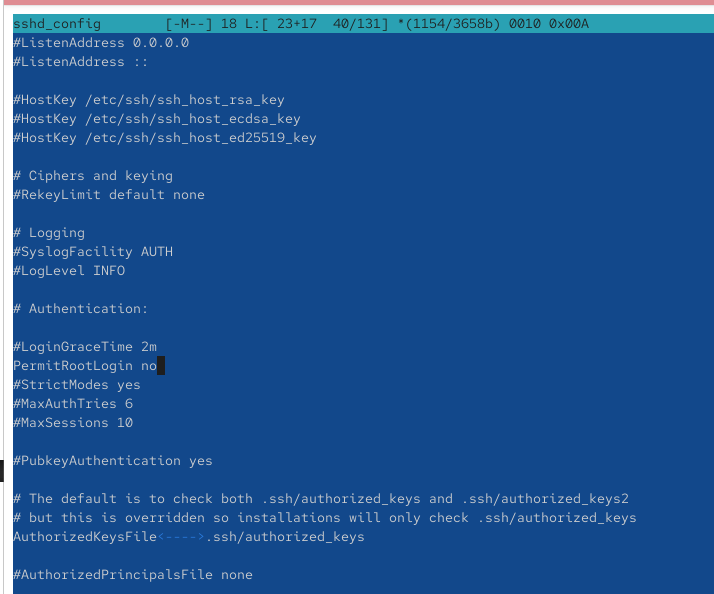 sshd_config [-M--] 18 L:[ 23+17 40/131] *(1154/3658b) 0010 0x00A
#ListenAddress 0.0.0.0
#ListenAddress ::
#HostKey /etc/ssh/ssh_host_rsa_key
#HostKey /etc/ssh/ssh_host_ecdsa_key
#HostKey /etc/ssh/ssh_host_ed25519_key
# Ciphers and keying
#RekeyLimit default none
# Logging
#SyslogFacility AUTH
#LogLevel INFO
# Authentication:
#LoginGraceTime 2m
PermitRootLogin no
#StrictModes yes
#MaxAuthTries 6
#MaxSessions 10
#PubkeyAuthentication yes
# The default is to check both .ssh/authorized_keys and .ssh/authorized_keys2
# but this is overridden so installations will only check .ssh/authorized_keys
AuthorizedKeysFile<---->.ssh/authorized_keys
#AuthorizedPrincipalsFile none